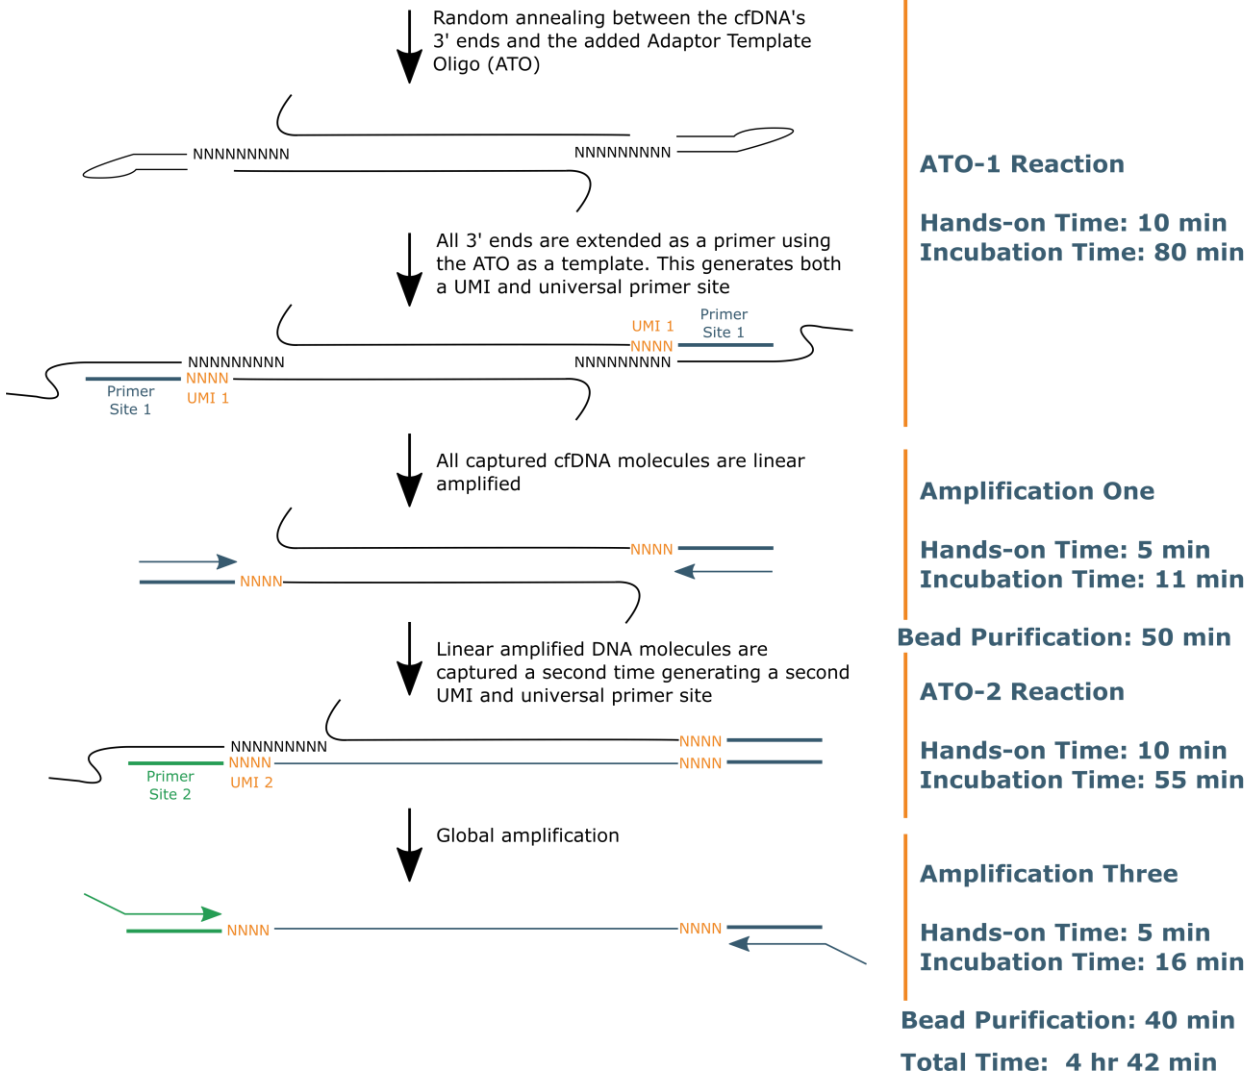 Random annealing between the cfDNA's
3' ends and the added Adaptor Template
Oligo (ATO)
NNNNNNNNN
NNNNNNNNN
ATO-1 Reaction
Hands-on Time: 10 min
Incubation Time: 80 min
All 3' ends are extended as a primer using
the ATO as a template. This generates both
a UMI and universal primer site
UMI 1
Primer
Site 1
NNNN
NNNNNNNNN
NNNNNNNNN
NNNN
Primer
Site 1
UMI 1
All captured cfDNA molecules are linear
amplified
Amplification One
Hands-on Time: 5 min
Incubation Time: 11 min
NNNN
NNNN
Bead Purification: 50 min
Linear amplified DNA molecules are
captured a second time generating a second
UMI and universal primer site
ATO-2 Reaction
Hands-on Time: 10 min
Incubation Time: 55 min
NNNNNNNNN
NNNN
NNNN
NNNN
Primer
Site 2
UMI 2
Global amplification
Amplification Three
Hands-on Time: 5 min
Incubation Time: 16 min
NNNN
NNNN
Bead Purification: 40 min
Total Time: 4 hr 42 min